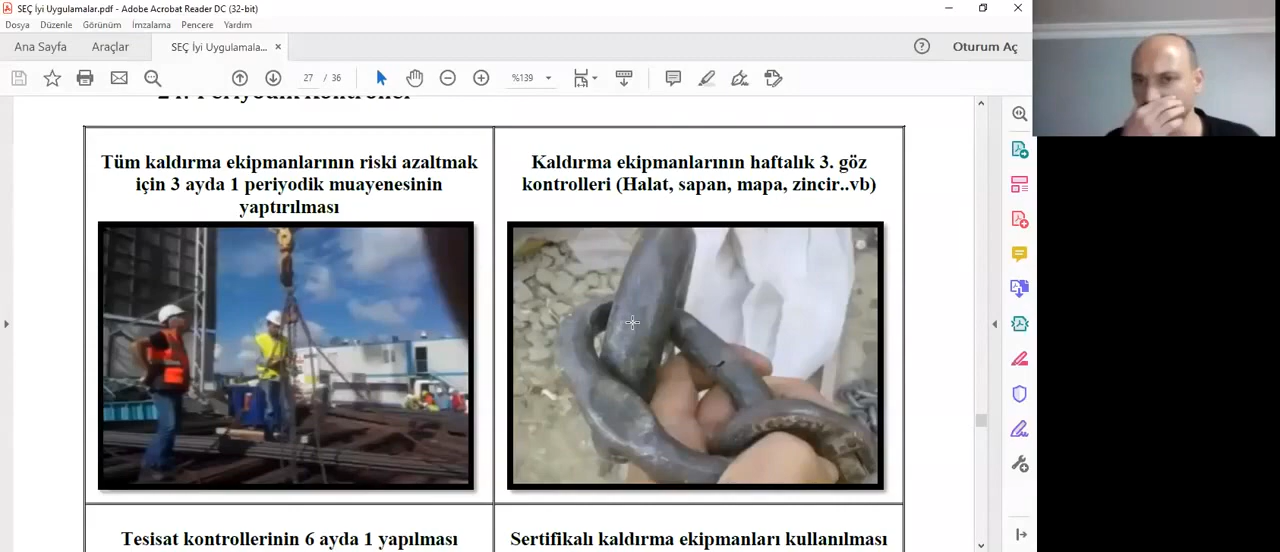 SEÇ İyi Uygulamalar.pdf - Adobe Acrobat Reader DC (32-bit)
Dosya Düzenle Görünüm İmzalama Pencere Yardım
Ana Sayfa Araçlar SEÇ İyi Uygulamala... × Oturum Aç
27 / 36 %139
Tüm kaldırma ekipmanlarının riski azaltmak
için 3 ayda 1 periyodik muayenesinin
yaptırılması
Kaldırma ekipmanlarının haftalık 3. göz
kontrolleri (Halat, sapan, mapa, zincir..vb)
Tesisat kontrollerinin 6 ayda 1 yapılması
Sertifikalı kaldırma ekipmanları kullanılması